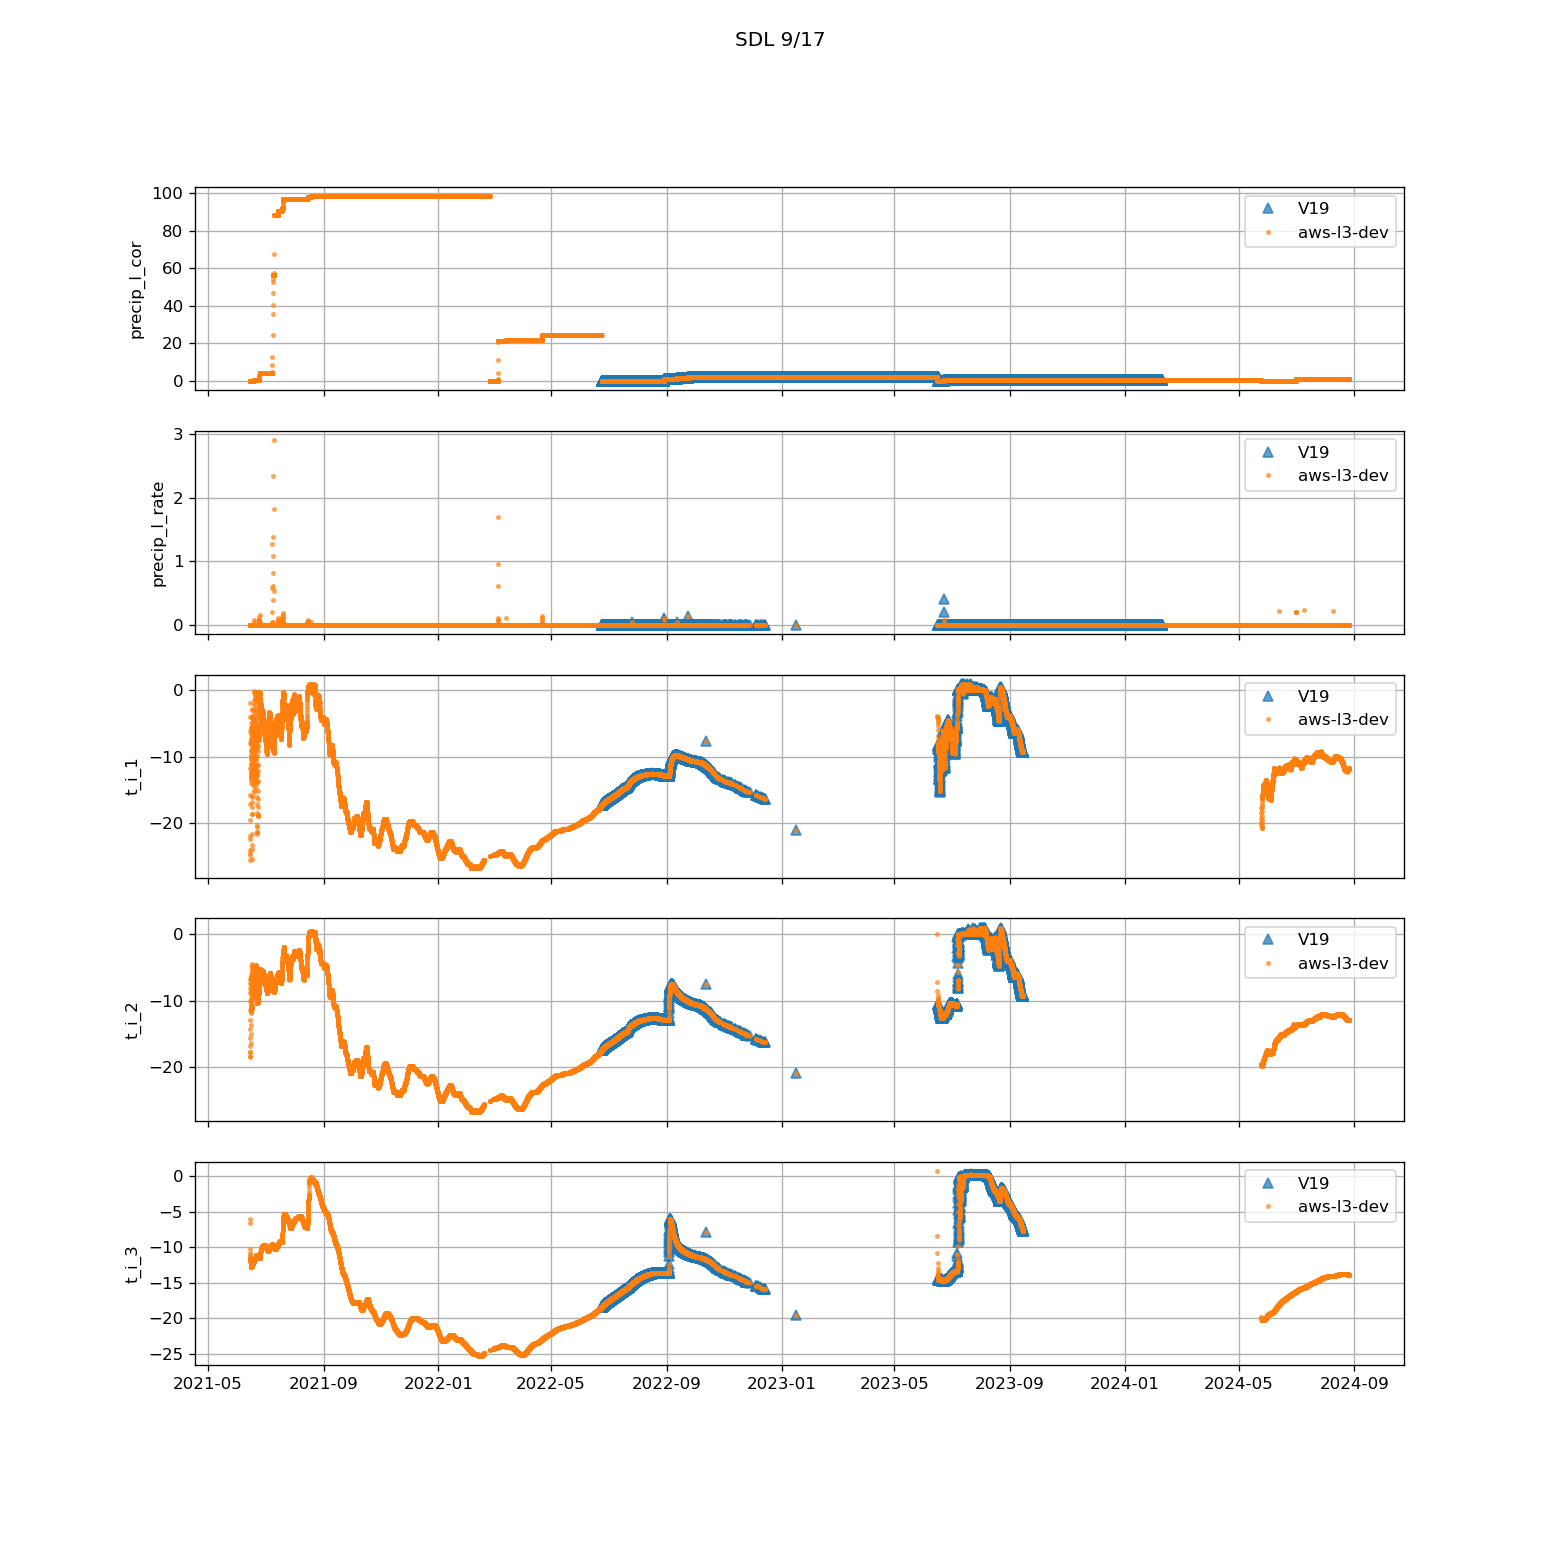 SDL 9/17
100
80
60
40
20
0
precip_l_cor
V19
aws-l3-dev
3
2
1
0
precip_l_rate
V19
aws-l3-dev
0
−10
−20
t_i_1
V19
aws-l3-dev
0
−10
−20
t_i_2
V19
aws-l3-dev
0
−5
−10
−15
−20
−25
t_i_3
V19
aws-l3-dev
2021-05
2021-09
2022-01
2022-05
2022-09
2023-01
2023-05
2023-09
2024-01
2024-05
2024-09